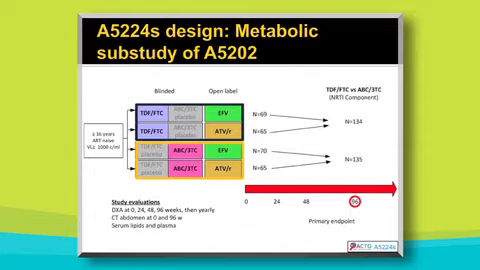 A5224s design: Metabolic
substudy of A5202
Blinded
Open label
TDF/FTC vs ABC/3TC
(NRTI Component)
≥ 16 years
ART naive
VL≥ 1000 c/ml
TDF/FTC
ABC/3TC
placebo
EFV
N=69
TDF/FTC
ABC/3TC
placebo
ATV/r
N=65
N=134
TDF/FTC
placebo
ABC/3TC
EFV
N=70
TDF/FTC
placebo
ABC/3TC
ATV/r
N=65
N=135
Study evaluations
DXA at 0, 24, 48, 96 weeks, then yearly
CT abdomen at 0 and 96 w
Serum lipids and plasma
0
24
48
96
Primary endpoint
ACTG
A5224s